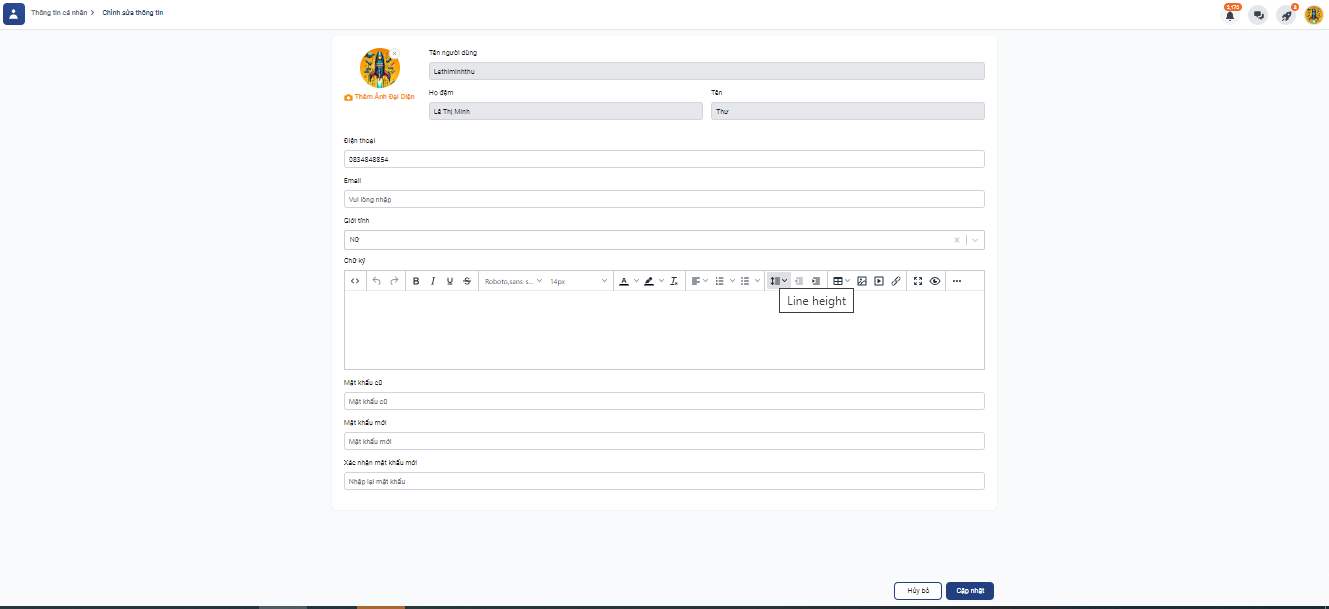 Thông tin cá nhân > Chỉnh sửa thông tin
2,170
8
Tên người dùng
Lethiminhthu
Thêm Ảnh Đại Diện
Họ đệm
Tên
Lê Thị Minh
Thư
Điện thoại
0834848854
Email
Vui lòng nhập
Giới tính
Nữ
Chữ ký
B I U S Roboto,sans s... 14px A
Line height
Mật khẩu cũ
Mật khẩu cũ
Mật khẩu mới
Mật khẩu mới
Xác nhận mật khẩu mới
Nhập lại mật khẩu
Hủy bỏ
Cập nhật